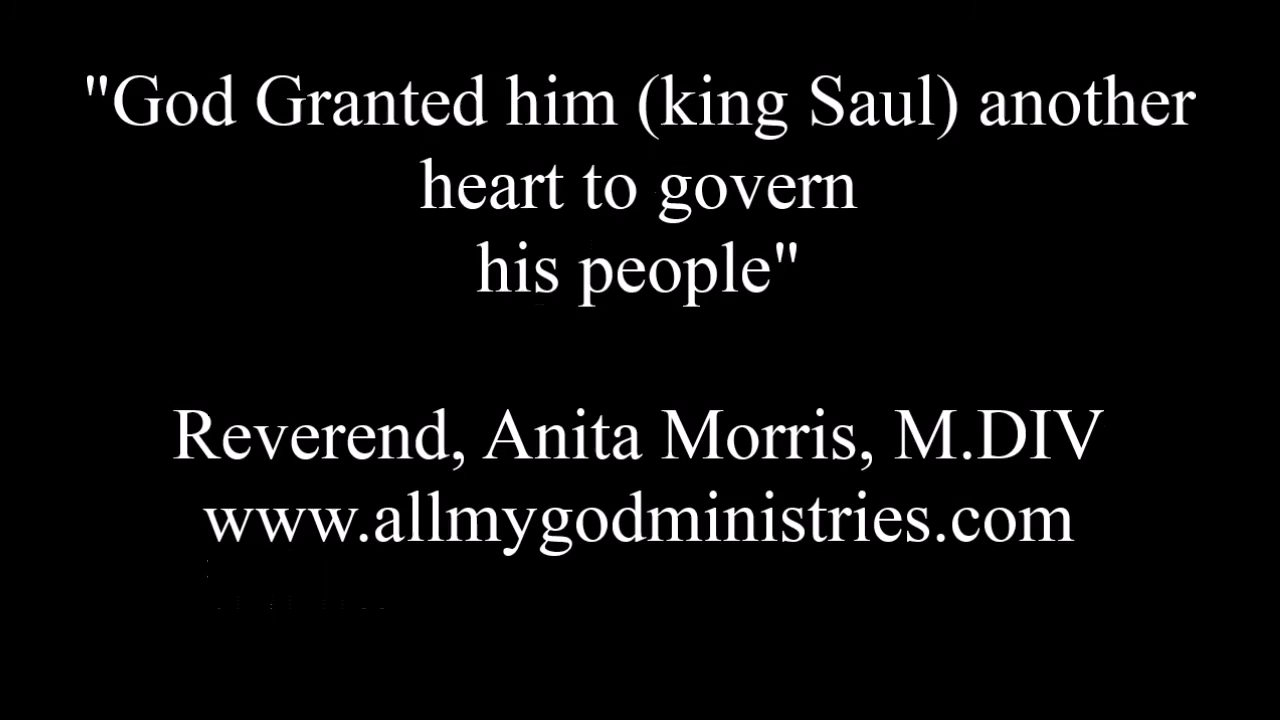 "God Granted him (king Saul) another
heart to govern
his people"
Reverend, Anita Morris, M.DIV
www.allmygodministries.com